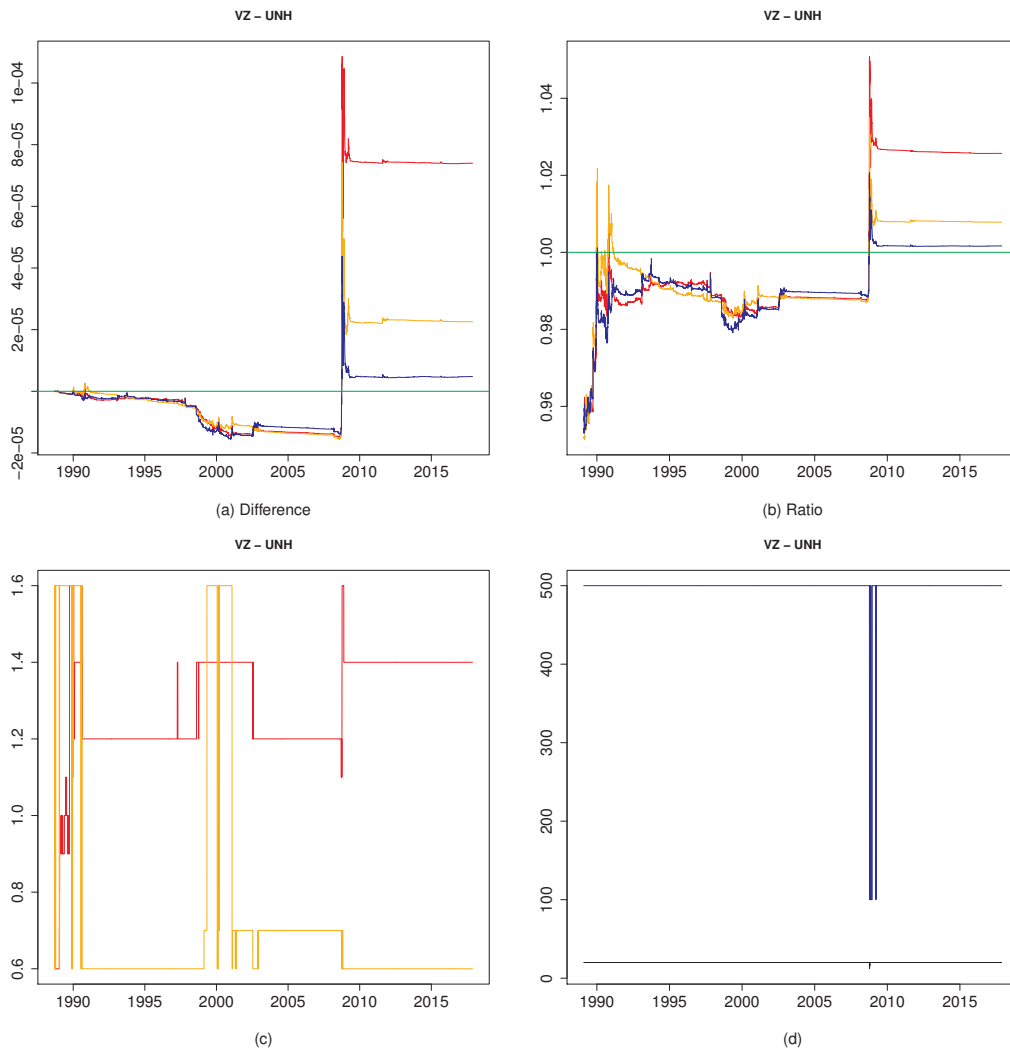 VZ − UNH
1e−04
8e−05
6e−05
4e−05
2e−05
−2e−05
1990 1995 2000 2005 2010 2015
(a) Difference
VZ − UNH
1.04
1.02
1.00
0.98
0.96
1990 1995 2000 2005 2010 2015
(b) Ratio
VZ − UNH
1.6
1.4
1.2
1.0
0.8
0.6
1990 1995 2000 2005 2010 2015
(c)
VZ − UNH
500
400
300
200
100
0
1990 1995 2000 2005 2010 2015
(d)